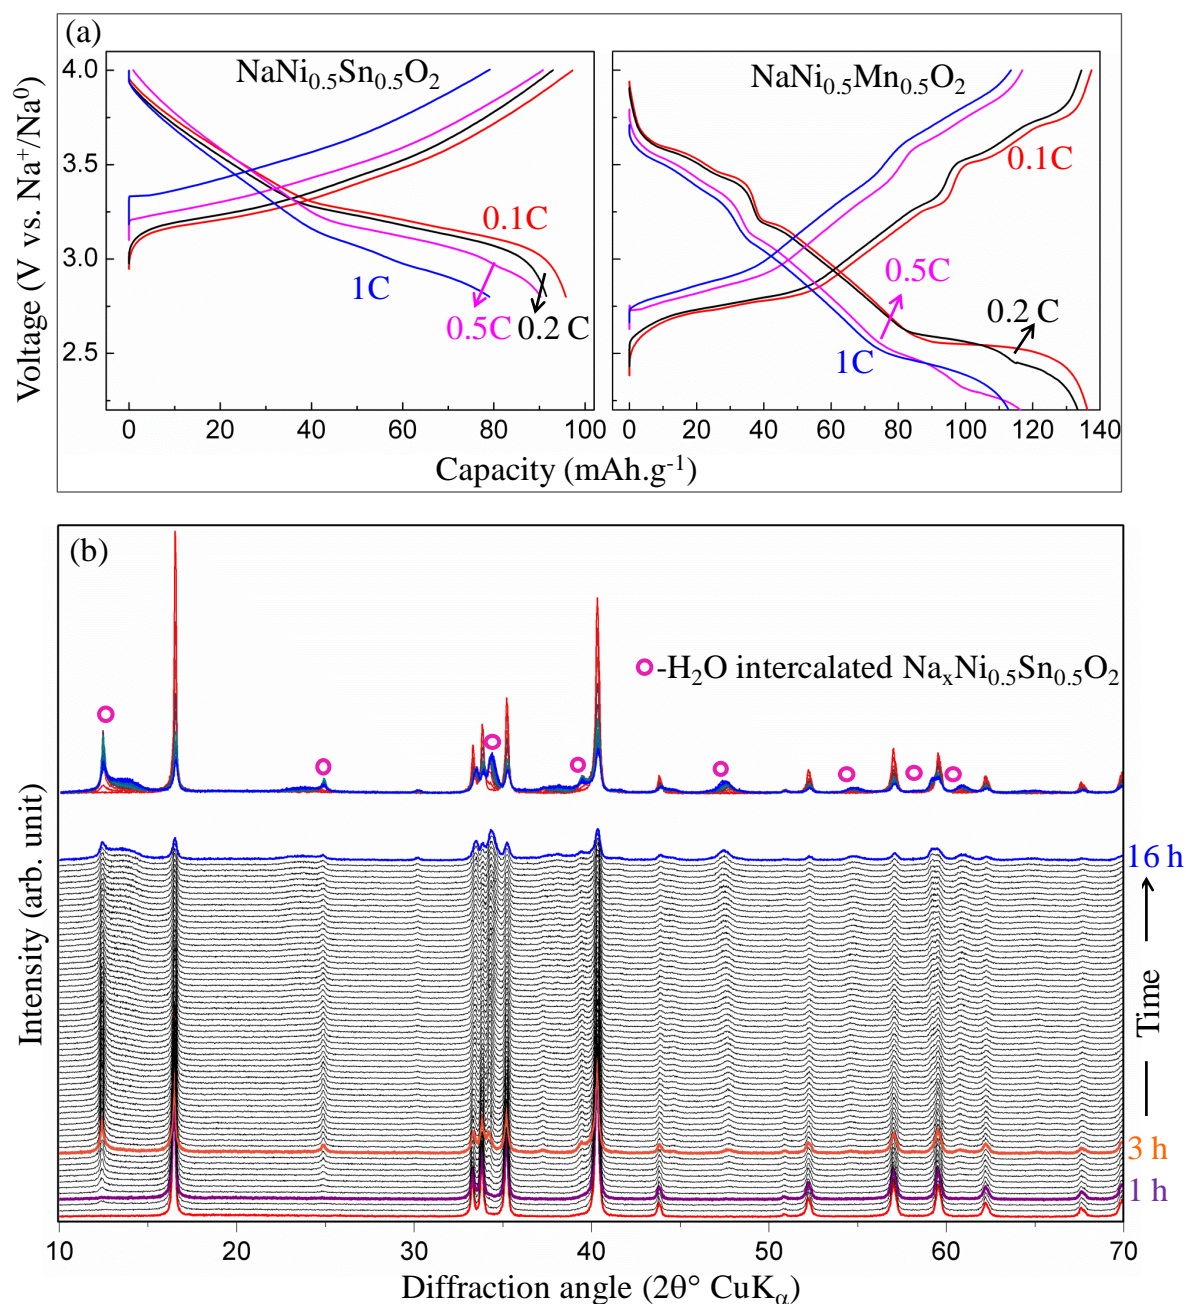 (a)
NaNi0.5Sn0.5O2
NaNi0.5Mn0.5O2
Voltage (V vs. Na+/Na0)
4.0
3.5
3.0
2.5
0.1C
1C
0.5C
0.2 C
0.1C
0.5C
0.2 C
1C
0 20 40 60 80 100
0 20 40 60 80 100 120 140
Capacity (mAh.g-1)
(b)
-H2O intercalated NaxNi0.5Sn0.5O2
Intensity (arb. unit)
16 h
Time
3 h
1 h
10 20 30 40 50 60 70
Diffraction angle (2θ° CuKα)